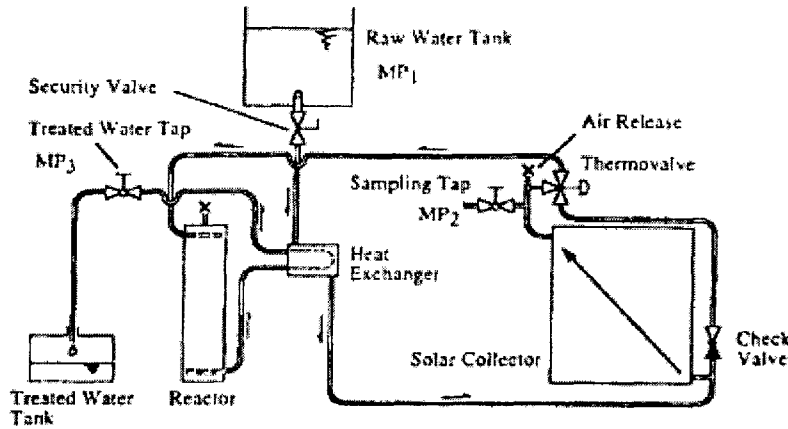 Raw Water Tank
MP1
Security Valve
Treated Water Tap
MP3
Air Release
Thermovalve
Sampling Tap
MP2
Heat
Exchanger
Solar Collector
Check
Valve
Treated Water
Tank
Reactor